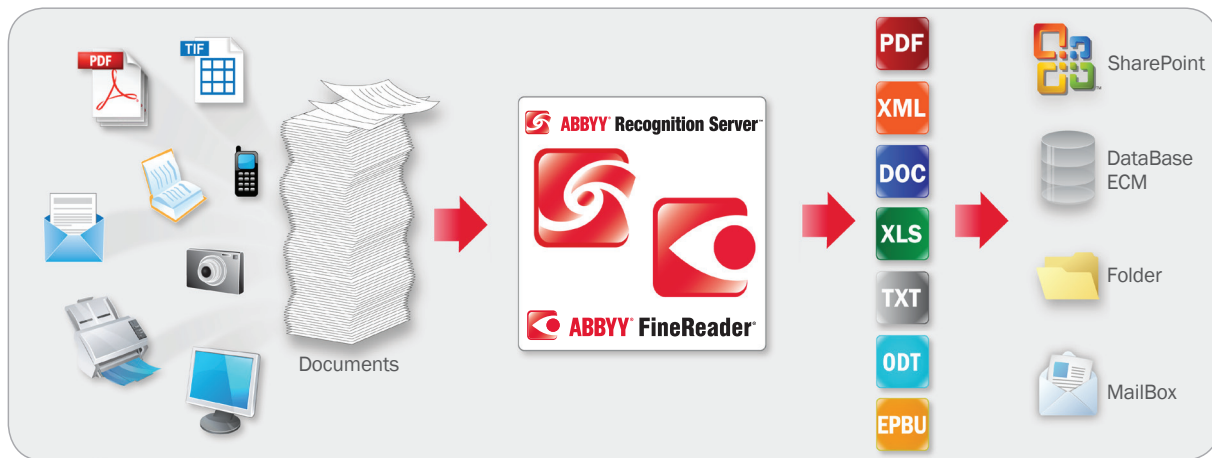 PDF
TIF
Documents
ABBYY® Recognition Server™
ABBYY® FineReader®
PDF
XML
DOC
XLS
TXT
ODT
EPBU
SharePoint
DataBase
ECM
Folder
MailBox